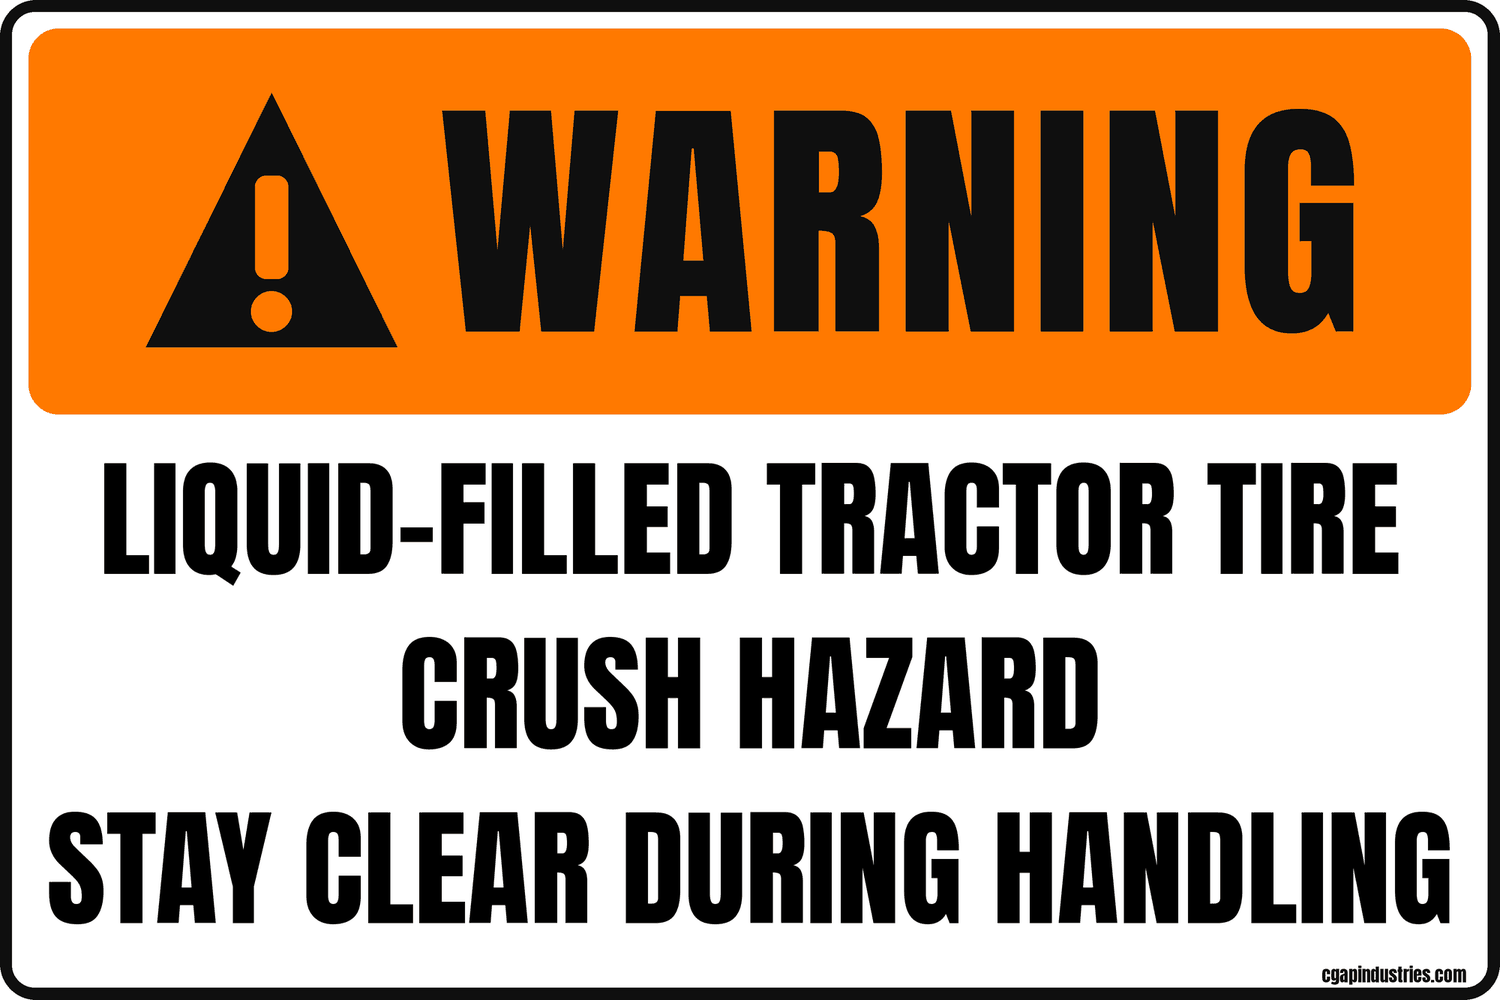 WARNING
LIQUID-FILLED TRACTOR TIRE
CRUSH HAZARD
STAY CLEAR DURING HANDLING
cgapindustries.com